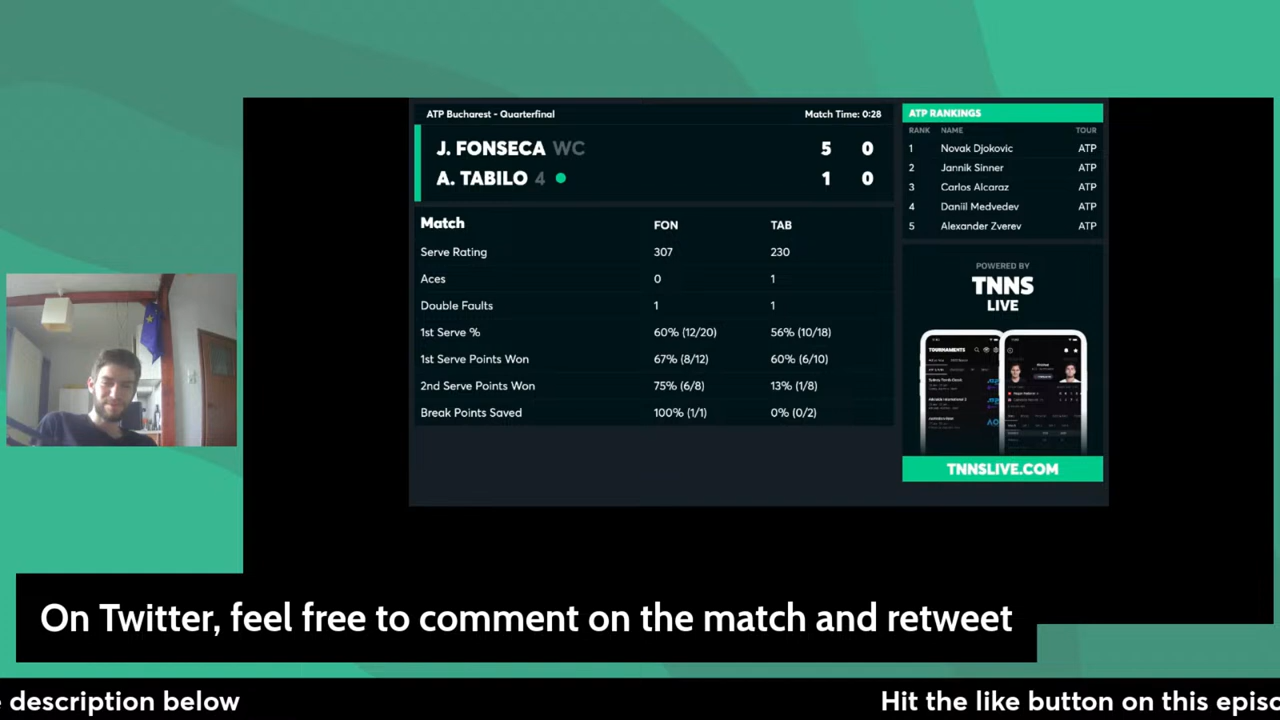 ATP Bucharest - Quarterfinal
Match Time: 0:28
J. FONSECA WC 5 0
A. TABILO 4 1 0
Match FON TAB
Serve Rating 307 230
Aces 0 1
Double Faults 1 1
1st Serve % 60% (12/20) 56% (10/18)
1st Serve Points Won 67% (8/12) 60% (6/10)
2nd Serve Points Won 75% (6/8) 13% (1/8)
Break Points Saved 100% (1/1) 0% (0/2)
ATP RANKINGS
RANK NAME TOUR
1 Novak Djokovic ATP
2 Jannik Sinner ATP
3 Carlos Alcaraz ATP
4 Daniil Medvedev ATP
5 Alexander Zverev ATP
POWERED BY
TNNS
LIVE
TOURNAMENTS
TNNSLIVE.COM
On Twitter, feel free to comment on the match and retweet
description below
Hit the like button on this